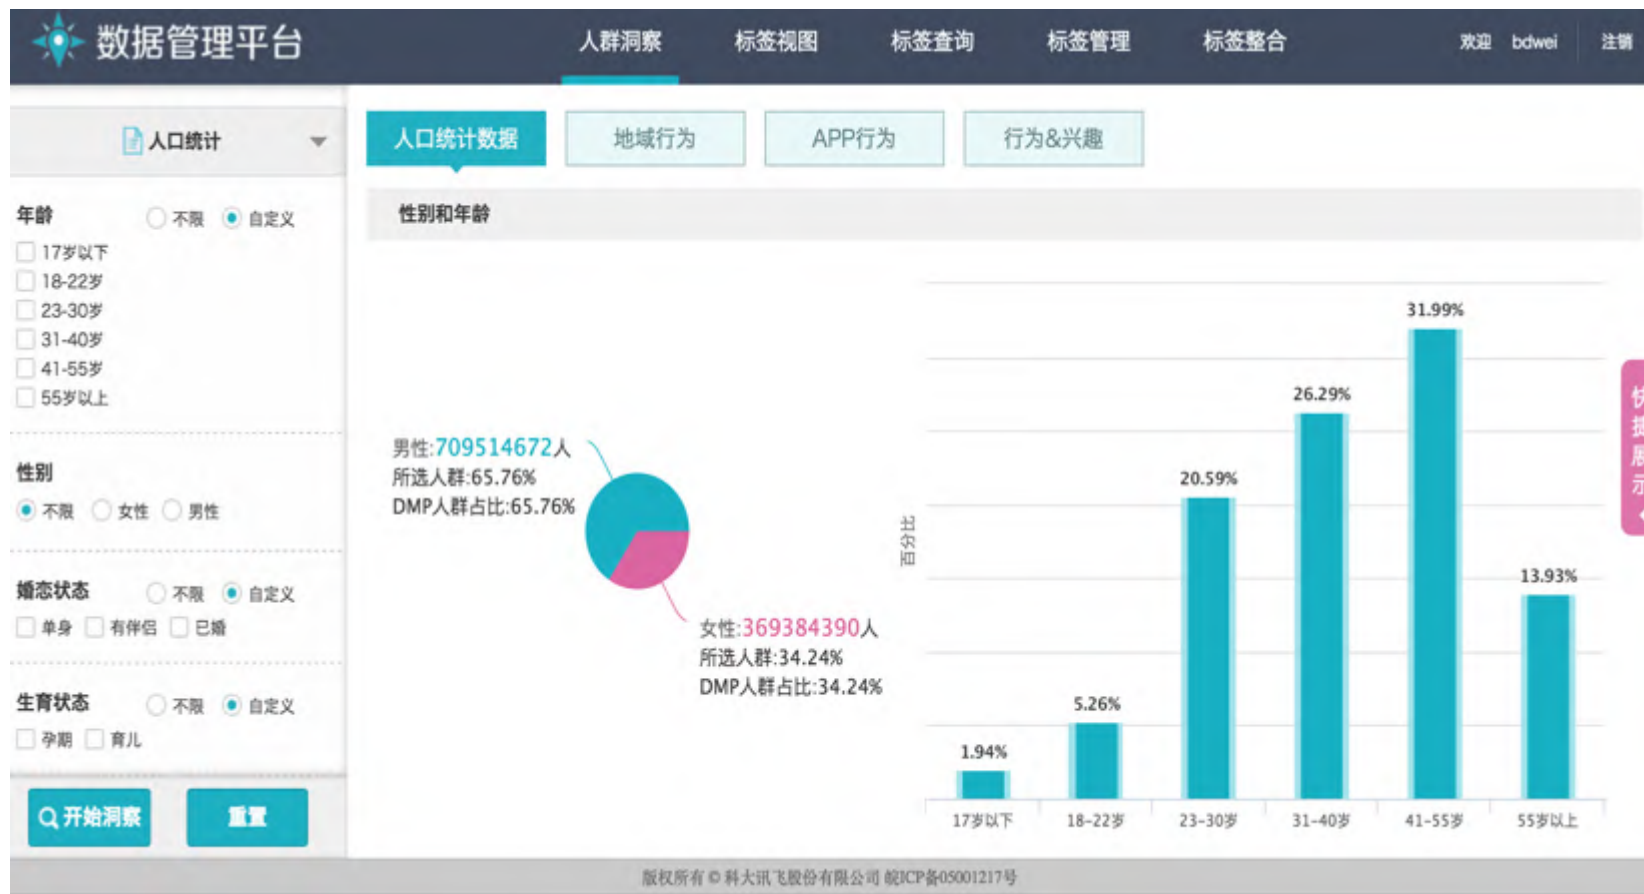 数据管理平台
人群洞察 标签视图 标签查询 标签管理 标签整合 欢迎 bdwei 注销
人口统计
年龄 不限 自定义
17岁以下
18-22岁
23-30岁
31-40岁
41-55岁
55岁以上
性别
不限 女性 男性
婚恋状态 不限 自定义
单身 有伴侣 已婚
生育状态 不限 自定义
孕期 育儿
开始洞察 重置
人口统计数据 地域行为 APP行为 行为&兴趣
性别和年龄
男性:709514672人
所选人群:65.76%
DMP人群占比:65.76%
女性:369384390人
所选人群:34.24%
DMP人群占比:34.24%
百分比
1.94% 5.26% 20.59% 26.29% 31.99% 13.93%
17岁以下 18-22岁 23-30岁 31-40岁 41-55岁 55岁以上
快捷展示
版权所有 © 科大讯飞股份有限公司 皖ICP备05001217号